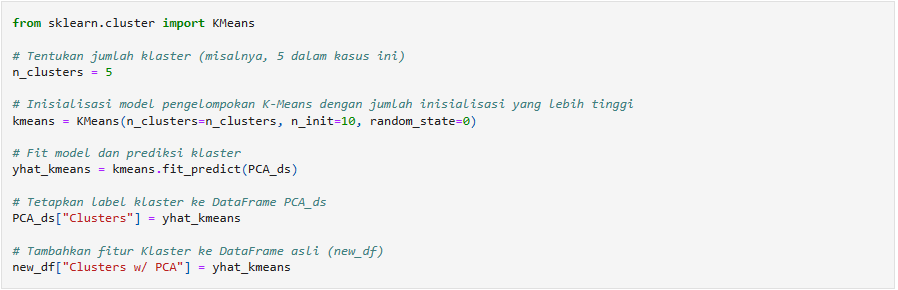 from sklearn.cluster import KMeans
# Tentukan jumlah klaster (misalnya, 5 dalam kasus ini)
n_clusters = 5
# Inisialisasi model pengelompokan K-Means dengan jumlah inisialisasi yang lebih tinggi
kmeans = KMeans(n_clusters=n_clusters, n_init=10, random_state=0)
# Fit model dan prediksi klaster
yhat_kmeans = kmeans.fit_predict(PCA_ds)
# Tetapkan label klaster ke DataFrame PCA_ds
PCA_ds["Clusters"] = yhat_kmeans
# Tambahkan fitur Klaster ke DataFrame asli (new_df)
new_df["Clusters w/ PCA"] = yhat_kmeans